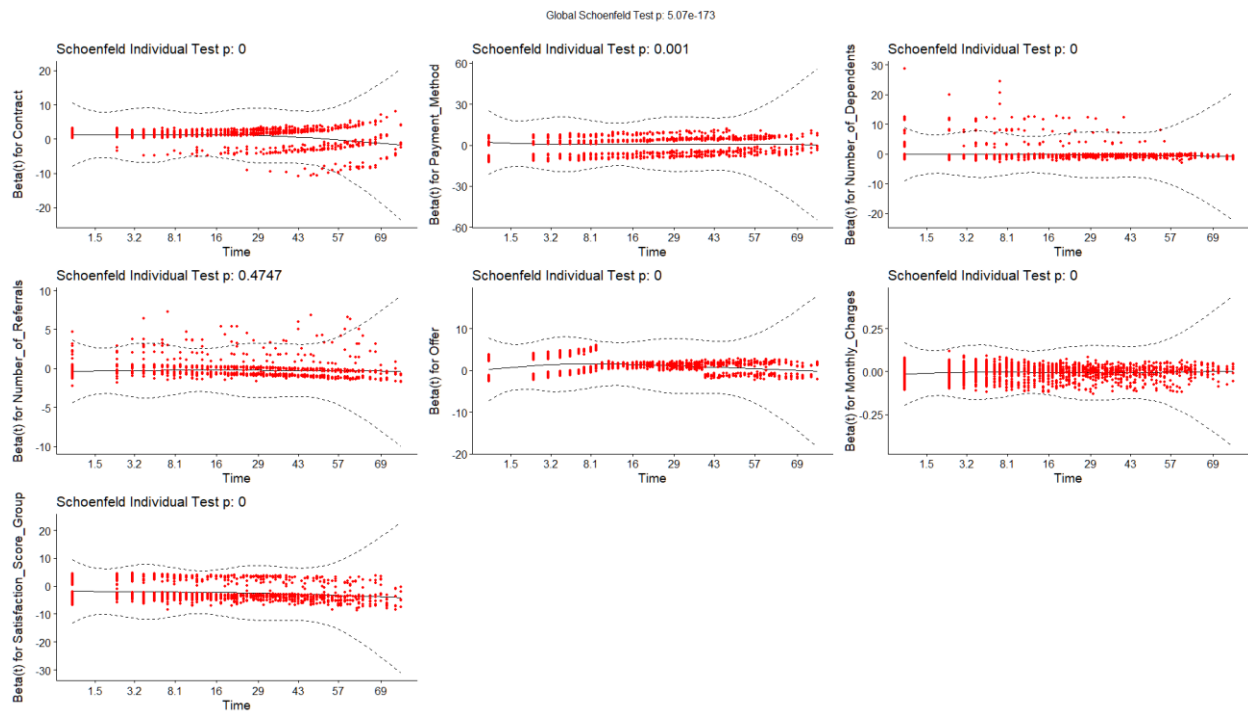 Global Schoenfeld Test p: 5.07e-173
Schoenfeld Individual Test p: 0
Beta(t) for Contract
20
10
0
-10
-20
1.5 3.2 8.1 16 29 43 57 69
Time
Schoenfeld Individual Test p: 0.001
Beta(t) for Payment_Method
60
30
0
-30
-60
1.5 3.2 8.1 16 29 43 57 69
Time
Schoenfeld Individual Test p: 0
Beta(t) for Number_of_Dependents
30
20
10
0
-10
-20
1.5 3.2 8.1 16 29 43 57 69
Time
Schoenfeld Individual Test p: 0.4747
Beta(t) for Number_of_Referrals
10
5
0
-5
-10
1.5 3.2 8.1 16 29 43 57 69
Time
Schoenfeld Individual Test p: 0
Beta(t) for Offer
10
0
-10
-20
1.5 3.2 8.1 16 29 43 57 69
Time
Schoenfeld Individual Test p: 0
Beta(t) for Monthly_Charges
0.25
0.00
-0.25
1.5 3.2 8.1 16 29 43 57 69
Time
Schoenfeld Individual Test p: 0
Beta(t) for Satisfaction_Score_Group
20
10
0
-10
-20
-30
1.5 3.2 8.1 16 29 43 57 69
Time